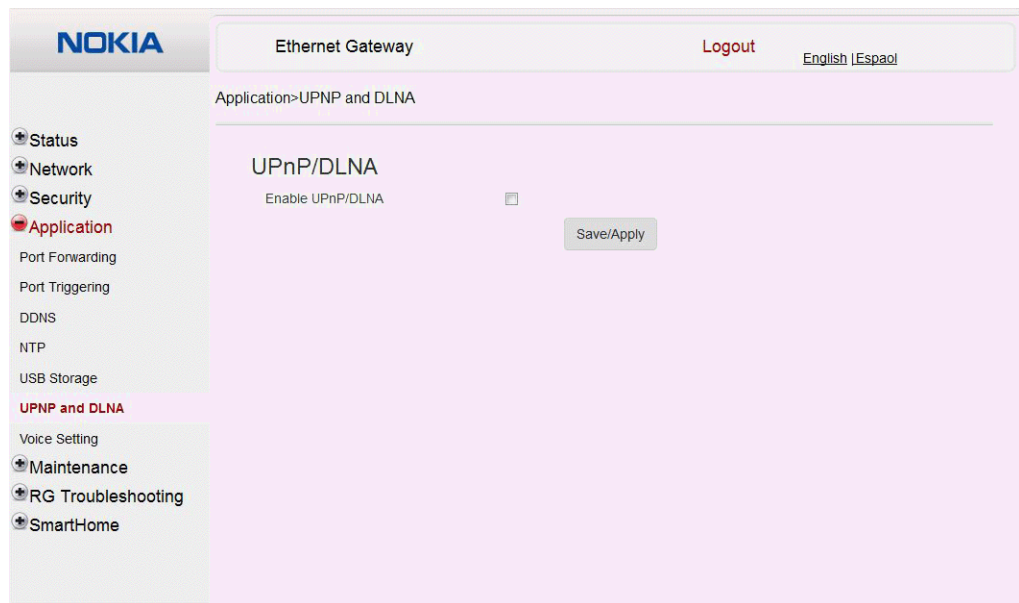 NOKIA
Ethernet Gateway
Logout
English | Espaol
Application>UPNP and DLNA
Status
Network
Security
Application
Port Forwarding
Port Triggering
DDNS
NTP
USB Storage
UPNP and DLNA
Voice Setting
Maintenance
RG Troubleshooting
SmartHome
UPnP/DLNA
Enable UPnP/DLNA
Save/Apply